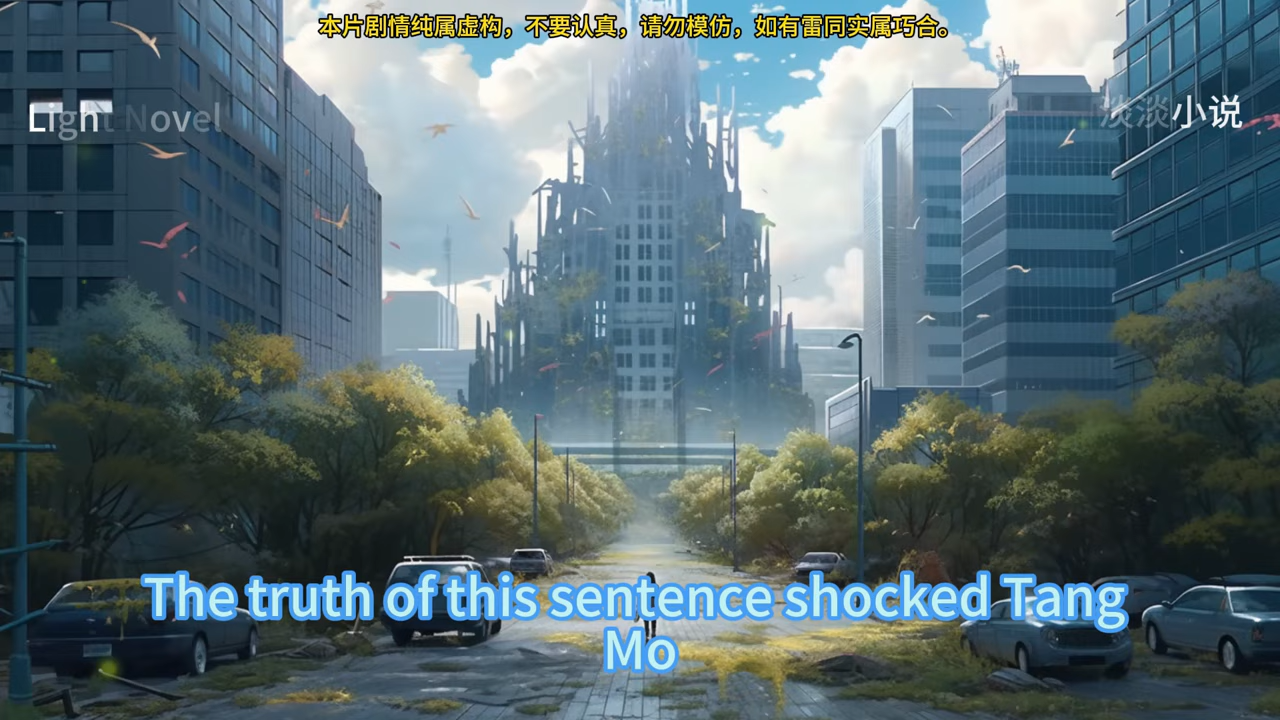 本片剧情纯属虚构，不要认真，请勿模仿，如有雷同实属巧合。
Light Novel
淡淡小说
The truth of this sentence shocked Tang
Mo